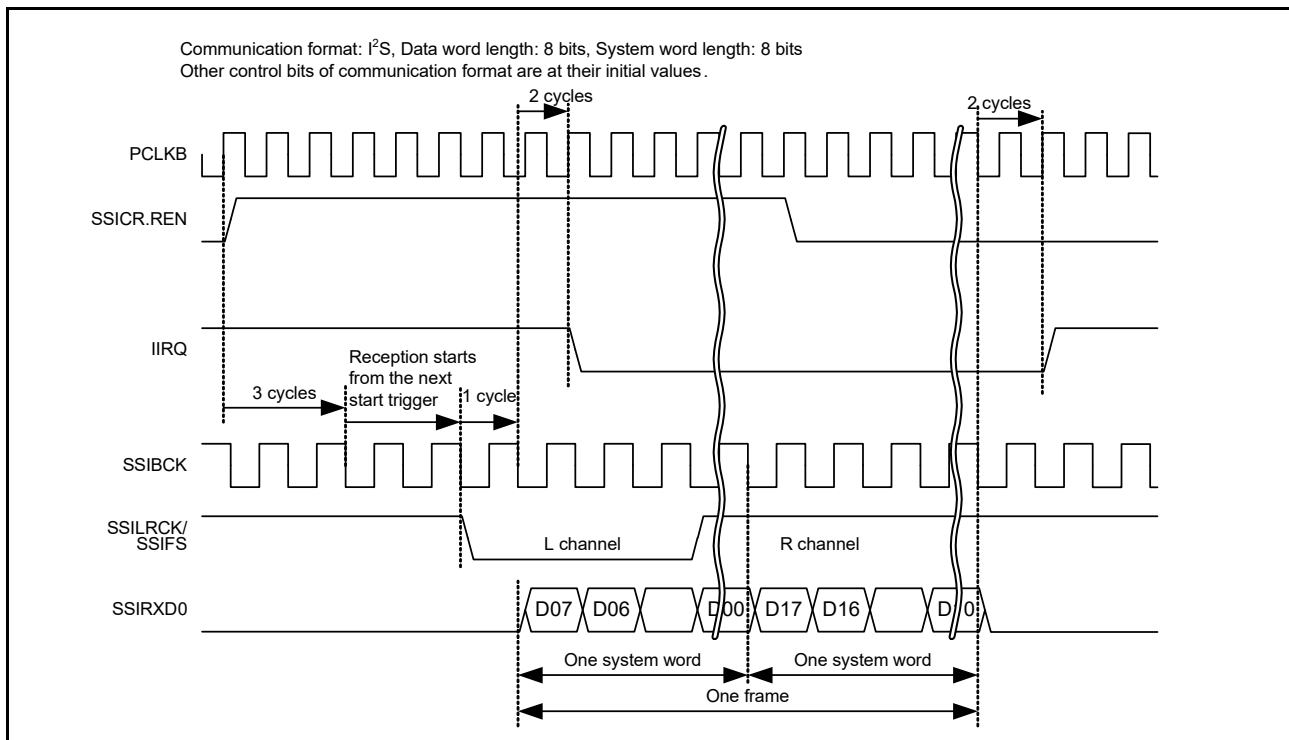 Communication format: I²S, Data word length: 8 bits, System word length: 8 bits
Other control bits of communication format are at their initial values.
2 cycles
2 cycles
PCLKB
SSICR.REN
IIRQ
Reception starts
from the next
start trigger
3 cycles
1 cycle
SSIBCK
SSILRCK/
SSIFS
L channel
R channel
SSIRXD0
D07
D06
D00
D17
D16
D10
One system word
One system word
One frame